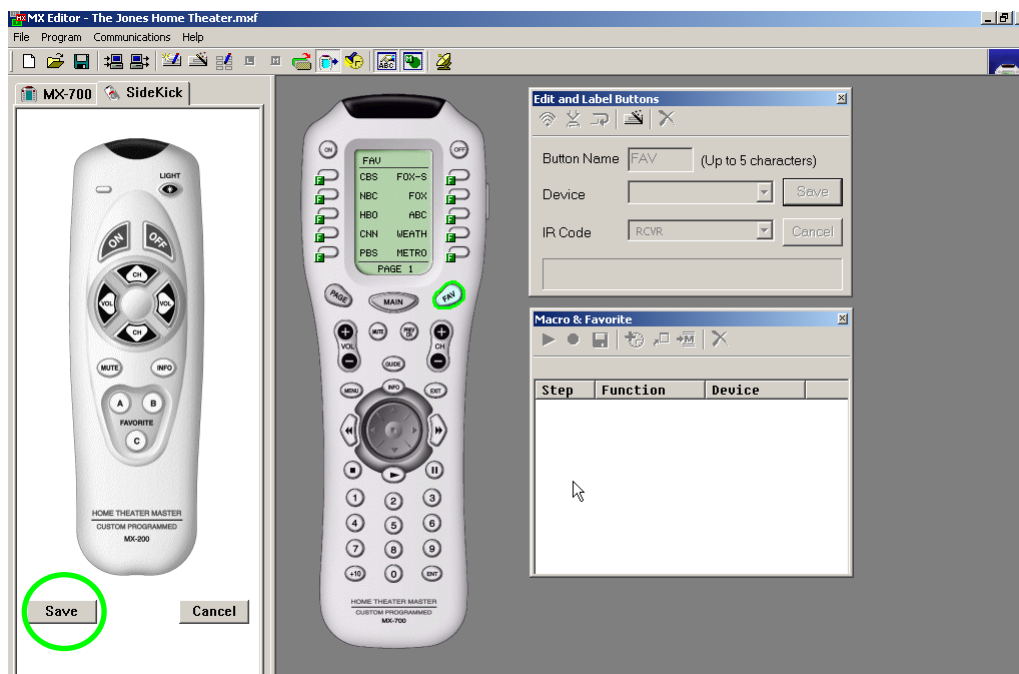 MX Editor - The Jones Home Theater.mxf
File Program Communications Help
ABC
MX-700 SideKick
LIGHT
ON OFF
CH
VOL VOL
CH
MUTE INFO
A B
FAVORITE
C
HOME THEATER MASTER
CUSTOM PROGRAMMED
MX-200
Save Cancel
ON OFF
FAV
F CBS FOX-S F
F NBC FOX F
F HBO ABC F
F CNN WEATH F
F PBS METRO F
PAGE 1
PAGE MAIN FAV
+ MUTE PREV CH +
VOL CH
- GUIDE -
MENU INFO EXIT
1 2 3
4 5 6
7 8 9
+10 0 ENT
HOME THEATER MASTER
CUSTOM PROGRAMMED
MX-700
Edit and Label Buttons
Button Name FAV (Up to 5 characters)
Device Save
IR Code RCVR Cancel
Macro & Favorite
M
Step Function Device